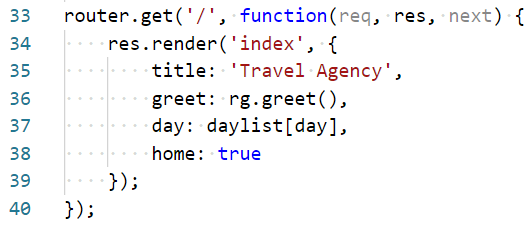 33 router.get('/', function(req, res, next) {
34     res.render('index', {
35         title: 'Travel Agency',
36         greet: rg.greet(),
37         day: daylist[day],
38         home: true
39     });
40 });